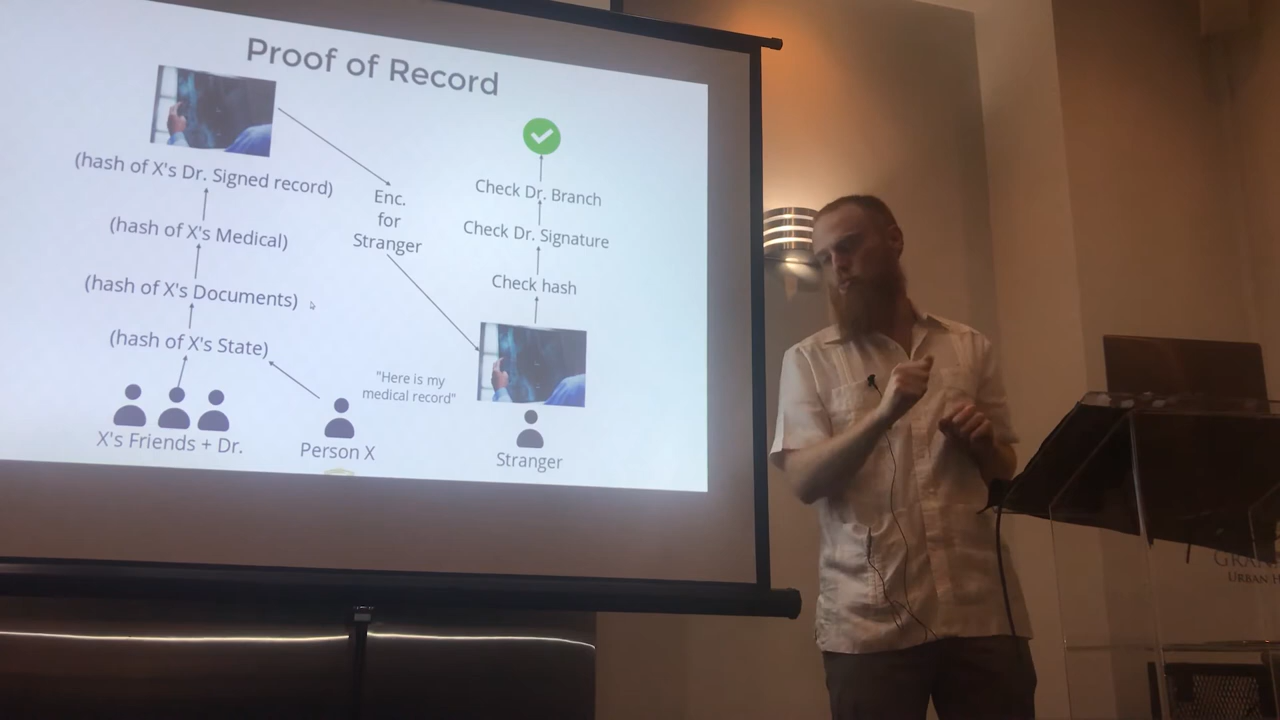 Proof of Record
(hash of X's Dr. Signed record)
(hash of X's Medical)
(hash of X's Documents)
(hash of X's State)
X's Friends + Dr.
Person X
Enc.
for
Stranger
"Here is my
medical record"
Check Dr. Branch
Check Dr. Signature
Check hash
Stranger
URBAN